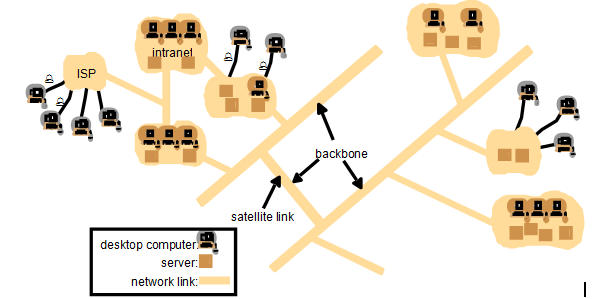 intranet
ISP
backbone
satellite link
desktop computer:
server:
network link: